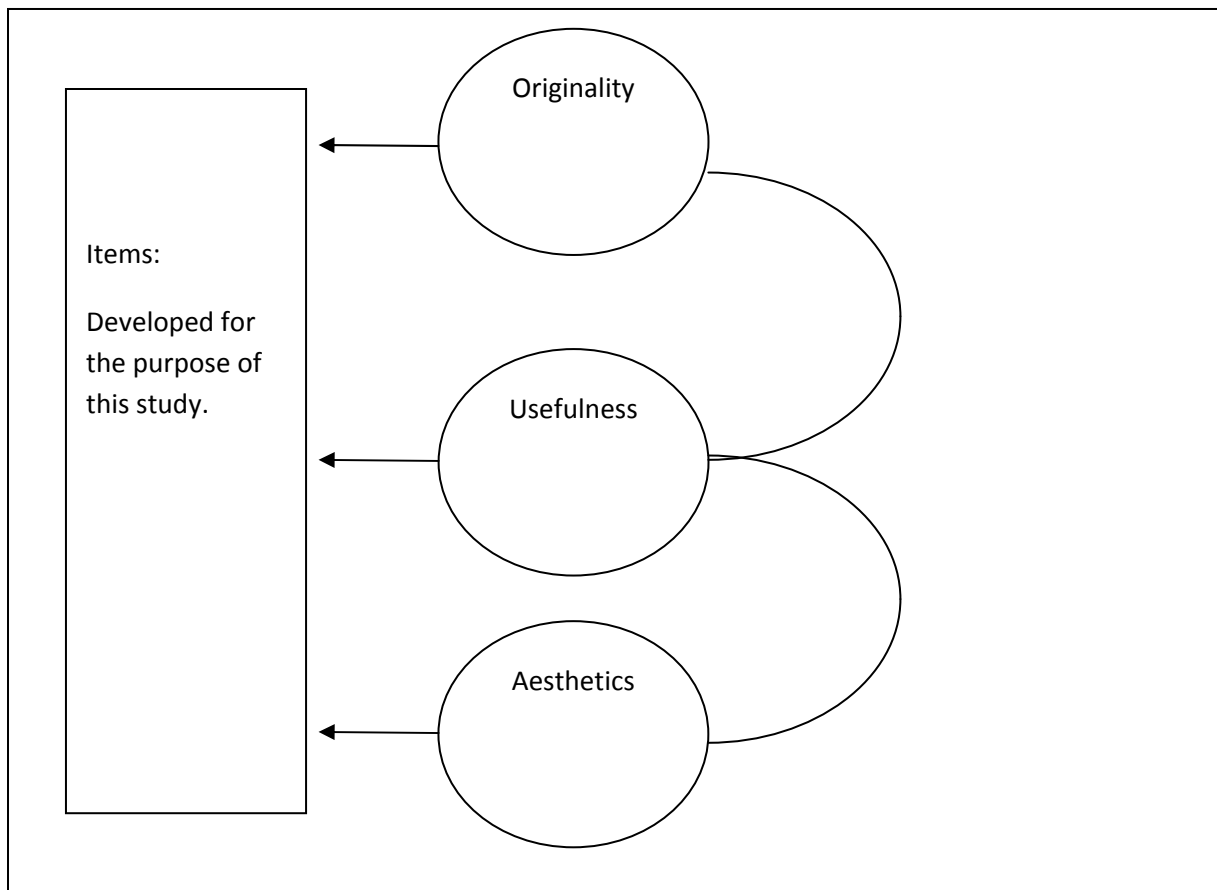 Originality
Items:
Developed for
the purpose of
this study.
Usefulness
Aesthetics